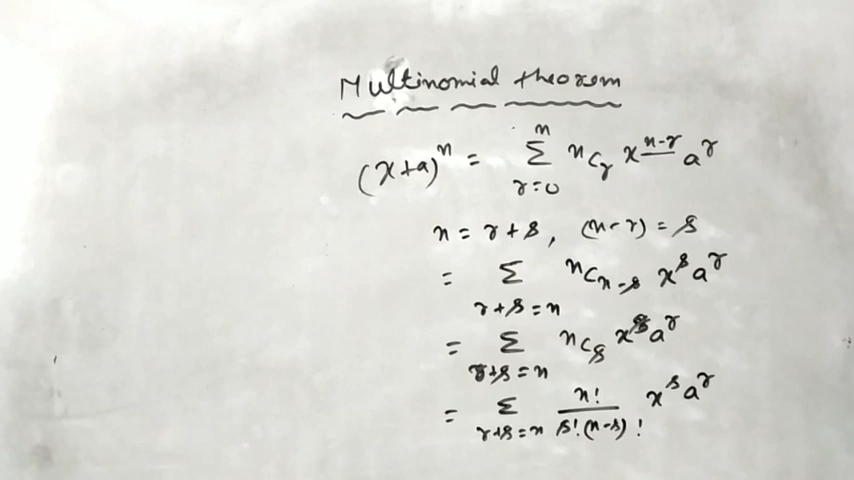 Multinomial theorem
(x+a)^n = Σ_{r=0}^{n} nC_r x^{n-r} a^r
n = r+s, (n-r) = s
= Σ_{r+s=n} nC_{n-s} x^s a^r
= Σ_{r+s=n} nC_s x^s a^r
= Σ_{r+s=n} n!/s!(n-s)! x^s a^r